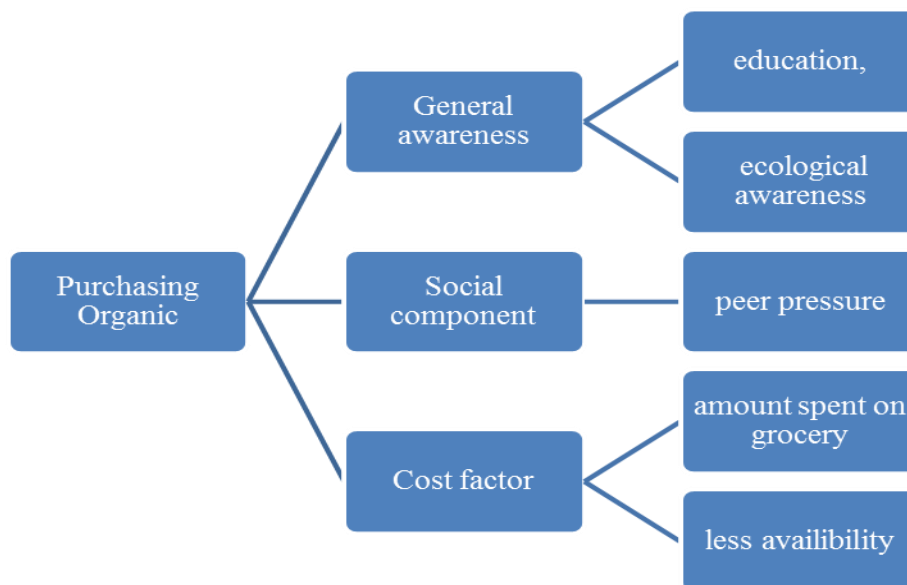 education,
General
awareness
ecological
awareness
Purchasing
Organic
Social
component
peer pressure
amount spent on
grocery
Cost factor
less availibility